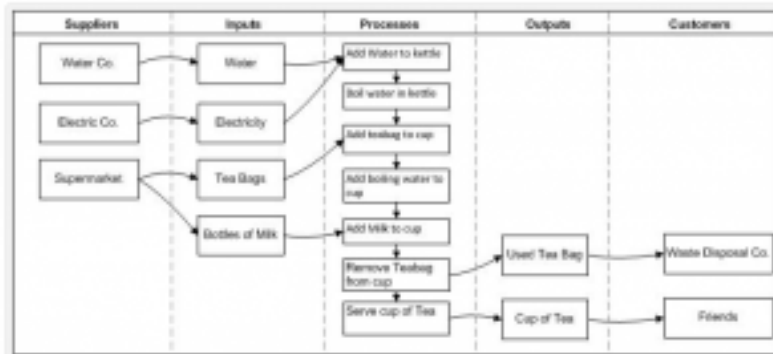 Suppliers
Inputs
Processes
Outputs
Customers
Water Co.
Water
Add Water to kettle
Boil water in kettle
Electric Co.
Electricity
Add teabag to cup
Supermarket
Tea Bags
Add boiling water to
cup
Bottles of Milk
Add Milk to cup
Remove Teabag
from cup
Used Tea Bag
Waste Disposal Co.
Serve cup of Tea
Cup of Tea
Friends